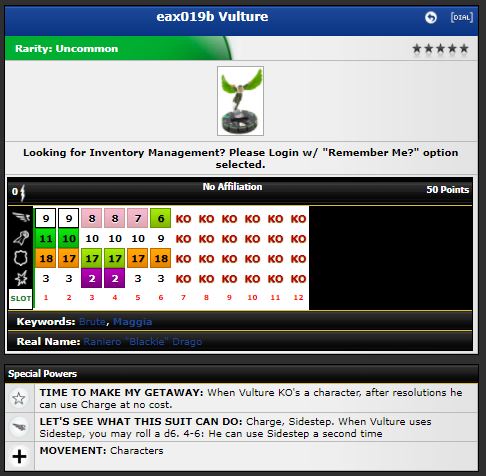 eax019b Vulture
[DIAL]
Rarity: Uncommon
Looking for Inventory Management? Please Login w/ "Remember Me?" option
selected.
0 No Affiliation 50 Points
9 9 8 8 7 6 KO KO KO KO KO KO
11 10 10 10 10 9 KO KO KO KO KO KO
18 17 17 17 17 18 KO KO KO KO KO KO
3 3 2 2 3 3 KO KO KO KO KO KO
SLOT 1 2 3 4 5 6 7 8 9 10 11 12
Keywords: Brute, Maggia
Real Name: Raniero "Blackie" Drago
Special Powers
TIME TO MAKE MY GETAWAY: When Vulture KO's a character, after resolutions he
can use Charge at no cost.
LET'S SEE WHAT THIS SUIT CAN DO: Charge, Sidestep. When Vulture uses
Sidestep, you may roll a d6. 4-6: He can use Sidestep a second time
MOVEMENT: Characters